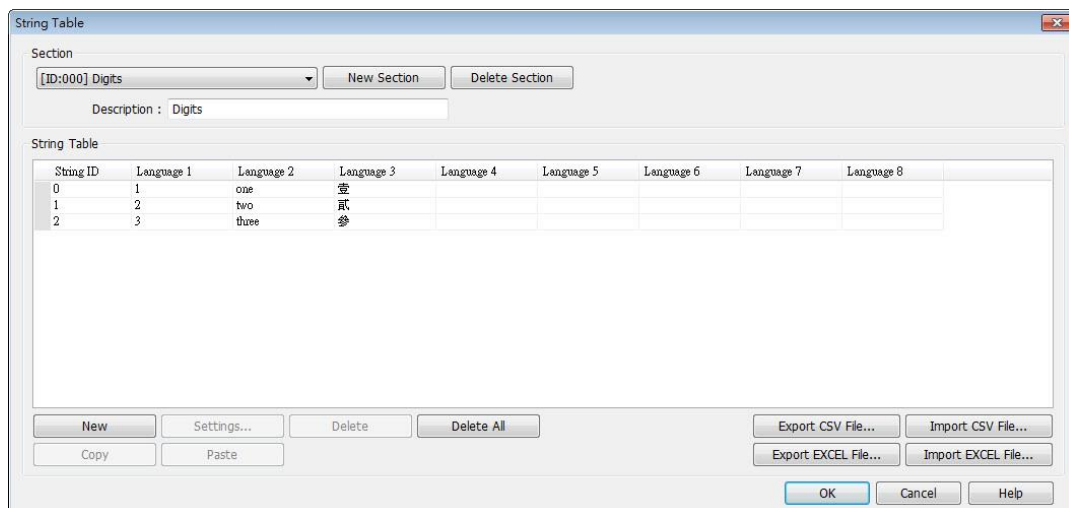 String Table
Section
[ID:000] Digits New Section Delete Section
Description : Digits
String Table
String ID Language 1 Language 2 Language 3 Language 4 Language 5 Language 6 Language 7 Language 8
0 1 one 壹
1 2 two 貳
2 3 three 參
New Settings... Delete Delete All Export CSV File... Import CSV File...
Copy Paste Export EXCEL File... Import EXCEL File...
OK Cancel Help